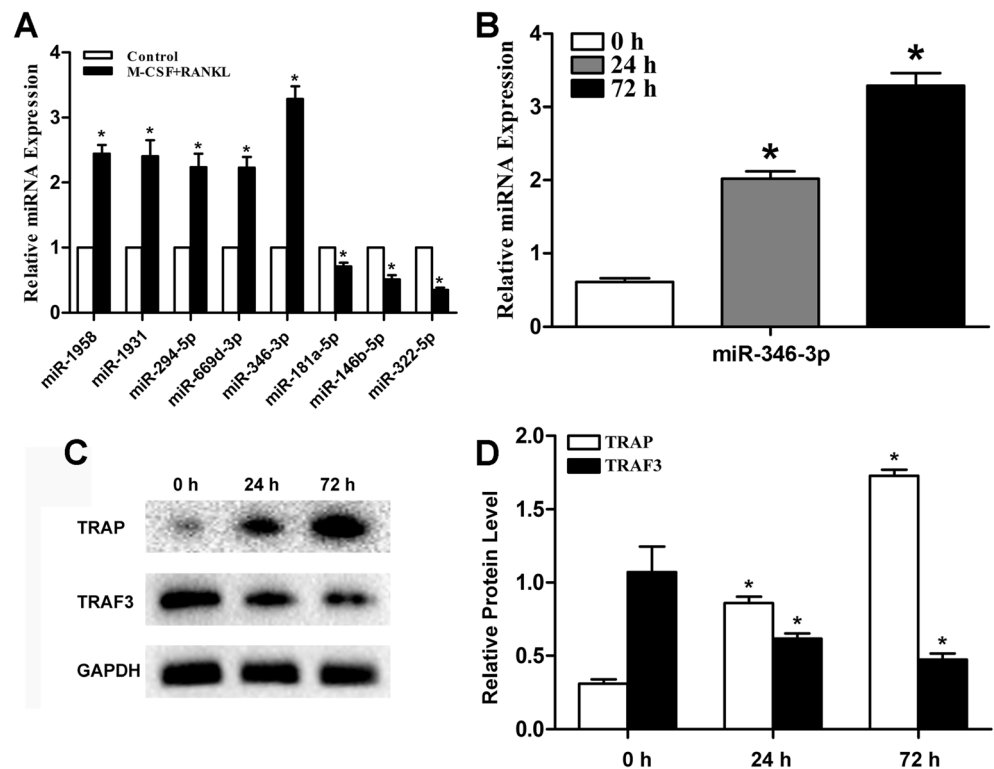 A
Control
M-CSF+RANKL
Relative miRNA Expression
4
3
2
1
0
* * * * * * * *
miR-1958 miR-1931 miR-294-5p miR-669d-3p miR-346-3p miR-181a-5p miR-146b-5p miR-322-5p
B
0 h
24 h
72 h
Relative miRNA Expression
4
3
2
1
0
* *
miR-346-3p
C
0 h 24 h 72 h
TRAP
TRAF3
GAPDH
D
TRAP
TRAF3
Relative Protein Level
2.0
1.5
1.0
0.5
0.0
* * * *
0 h 24 h 72 h